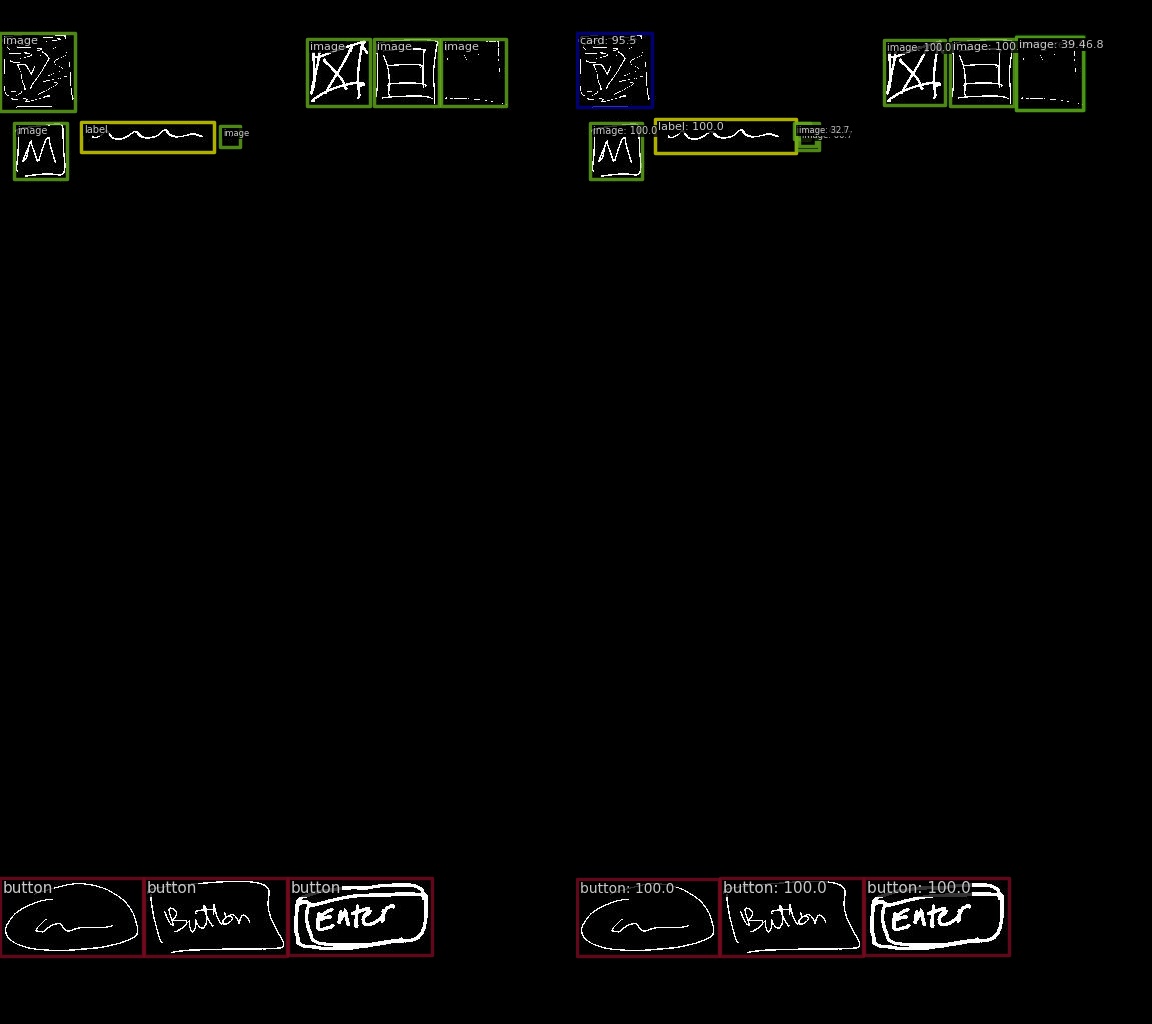 image image image image card: 95.5 image: 100.0 image: 100 image: 39.46.8
image label image image: 100.0 label: 100.0 image: 32.7
M M
button button button button: 100.0 button: 100.0 button: 100.0
Button Enter Button Enter